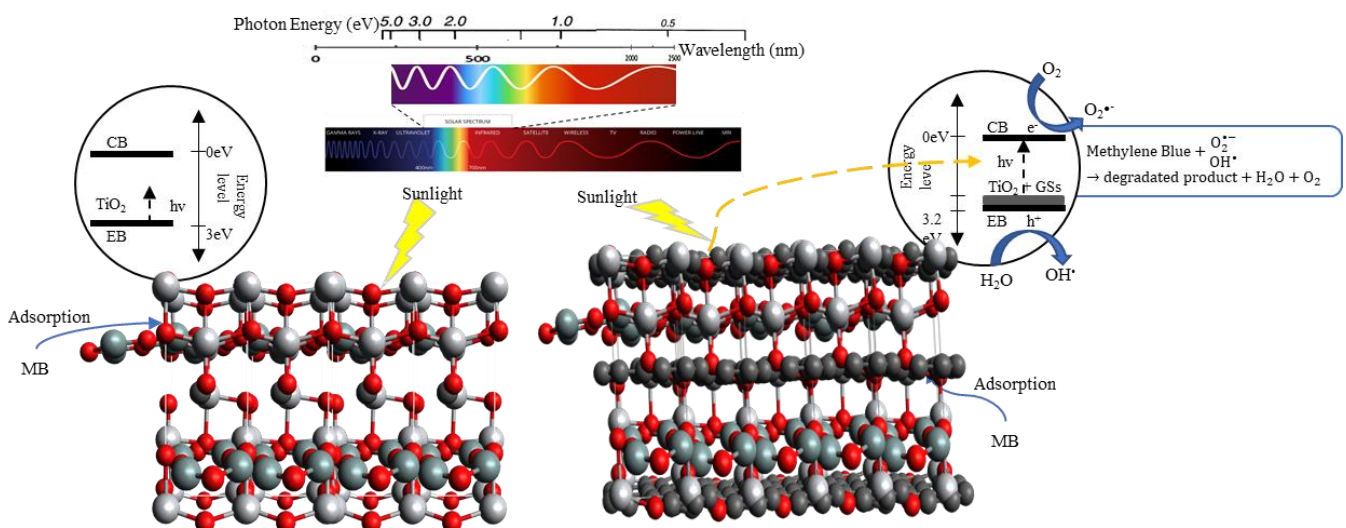 Photon Energy (eV)
5.0 3.0 2.0 1.0 0.5
Wavelength (nm)
0 500 2000 2500
SOLAR SPECTRUM
GAMMA RAYS X-RAY ULTRAVIOLET INFRARED SATELLITE WIRELESS TV RADIO POWER LINE
400nm 700nm
CB
0eV
Energy level
TiO₂ hv
EB
3eV
Sunlight
Sunlight
Adsorption
MB
O₂
O₂•-
0eV
CB e-
Energy level
hv
TiO₂ + GSs
3.2 eV
EB h⁺
H₂O
OH•
Methylene Blue + O₂•−
OH•
→ degradated product + H₂O + O₂
Adsorption
MB